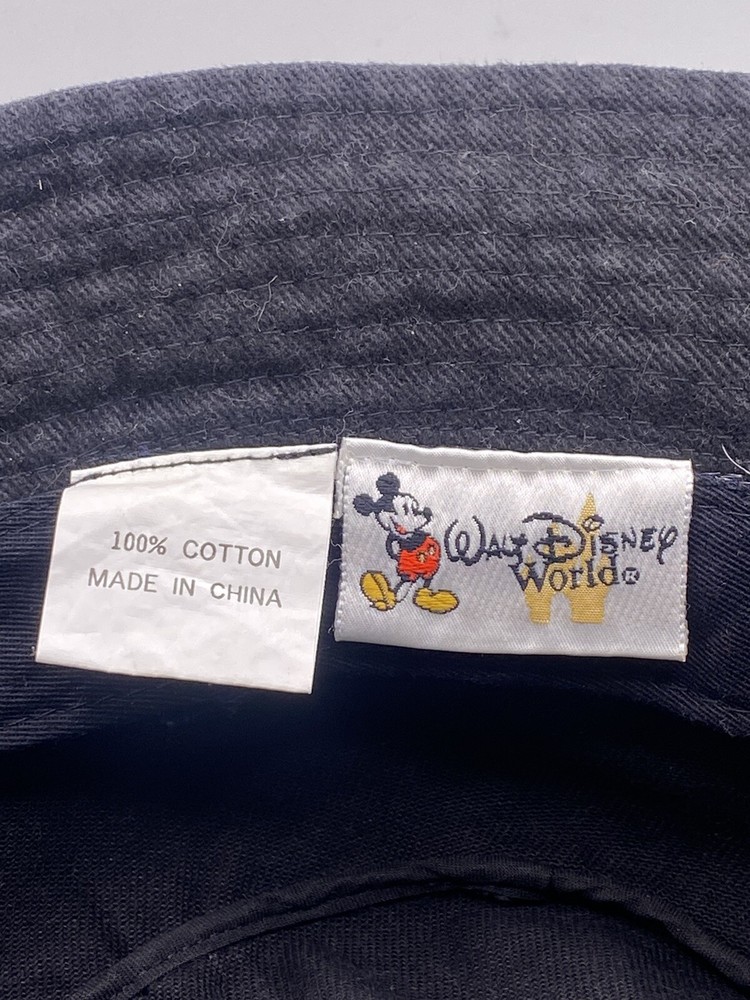 100% COTTON
MADE IN CHINA
WALT DISNEY
World®